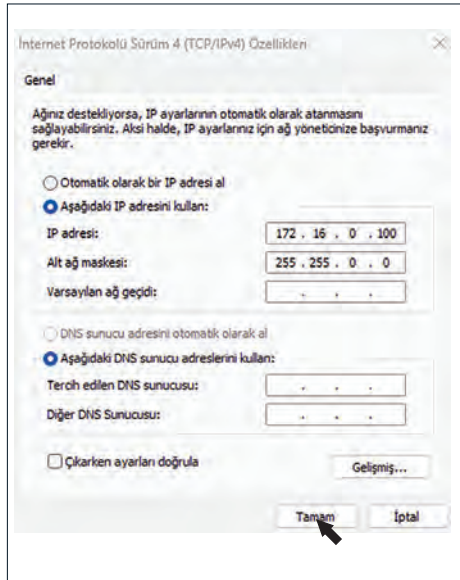 İnternet Protokolü Sürüm 4 (TCP/IPv4) Özellikleri
Genel
Ağınız destekliyorsa, IP ayarlarının otomatik olarak atanmasını
sağlayabilirsiniz. Aksi halde, IP ayarlarınız için ağ yöneticinize başvurmanız
gerekir.
Otomatik olarak bir IP adresi al
Aşağıdaki IP adresini kullan:
IP adresi: 172 . 16 . 0 . 100
Alt ağ maskesi: 255 . 255 . 0 . 0
Varsayılan ağ geçidi: . . .
DNS sunucu adresini otomatik olarak al
Aşağıdaki DNS sunucu adreslerini kullan:
Tercih edilen DNS sunucusu: . . .
Diğer DNS Sunucusu: . . .
Çıkarken ayarları doğrula
Gelişmiş...
Tamam İptal